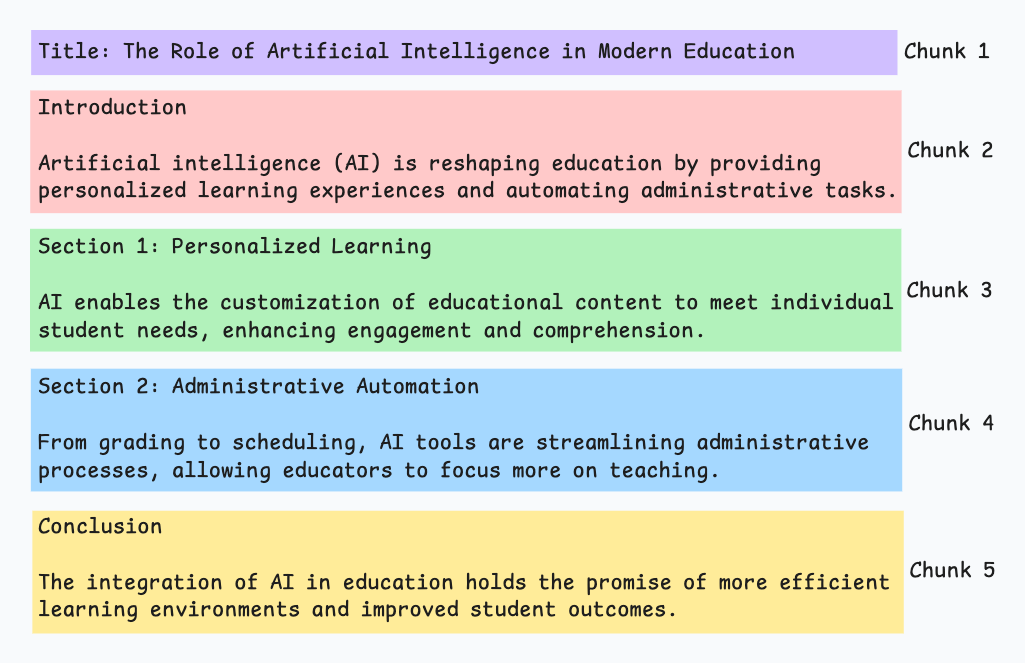 Title: The Role of Artificial Intelligence in Modern Education
Chunk 1
Introduction
Artificial intelligence (AI) is reshaping education by providing
personalized learning experiences and automating administrative tasks.
Chunk 2
Section 1: Personalized Learning
AI enables the customization of educational content to meet individual
student needs, enhancing engagement and comprehension.
Chunk 3
Section 2: Administrative Automation
From grading to scheduling, AI tools are streamlining administrative
processes, allowing educators to focus more on teaching.
Chunk 4
Conclusion
The integration of AI in education holds the promise of more efficient
learning environments and improved student outcomes.
Chunk 5